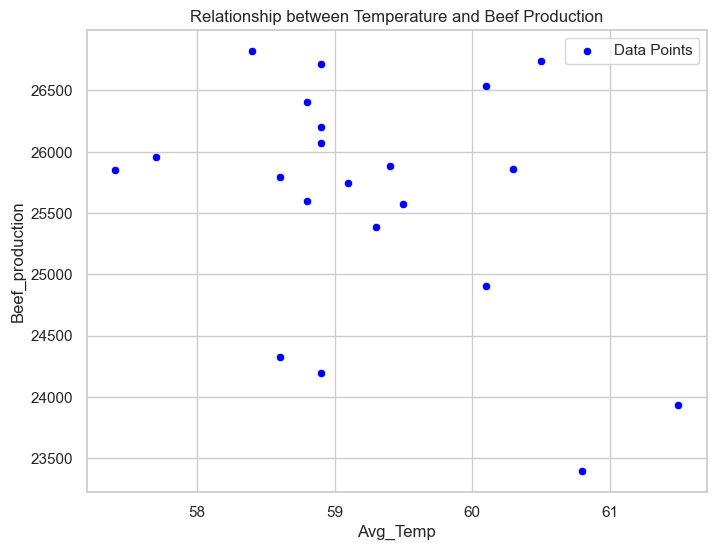 Relationship between Temperature and Beef Production
Data Points
26500
26000
25500
25000
24500
24000
23500
Beef_production
58 59 60 61
Avg_Temp